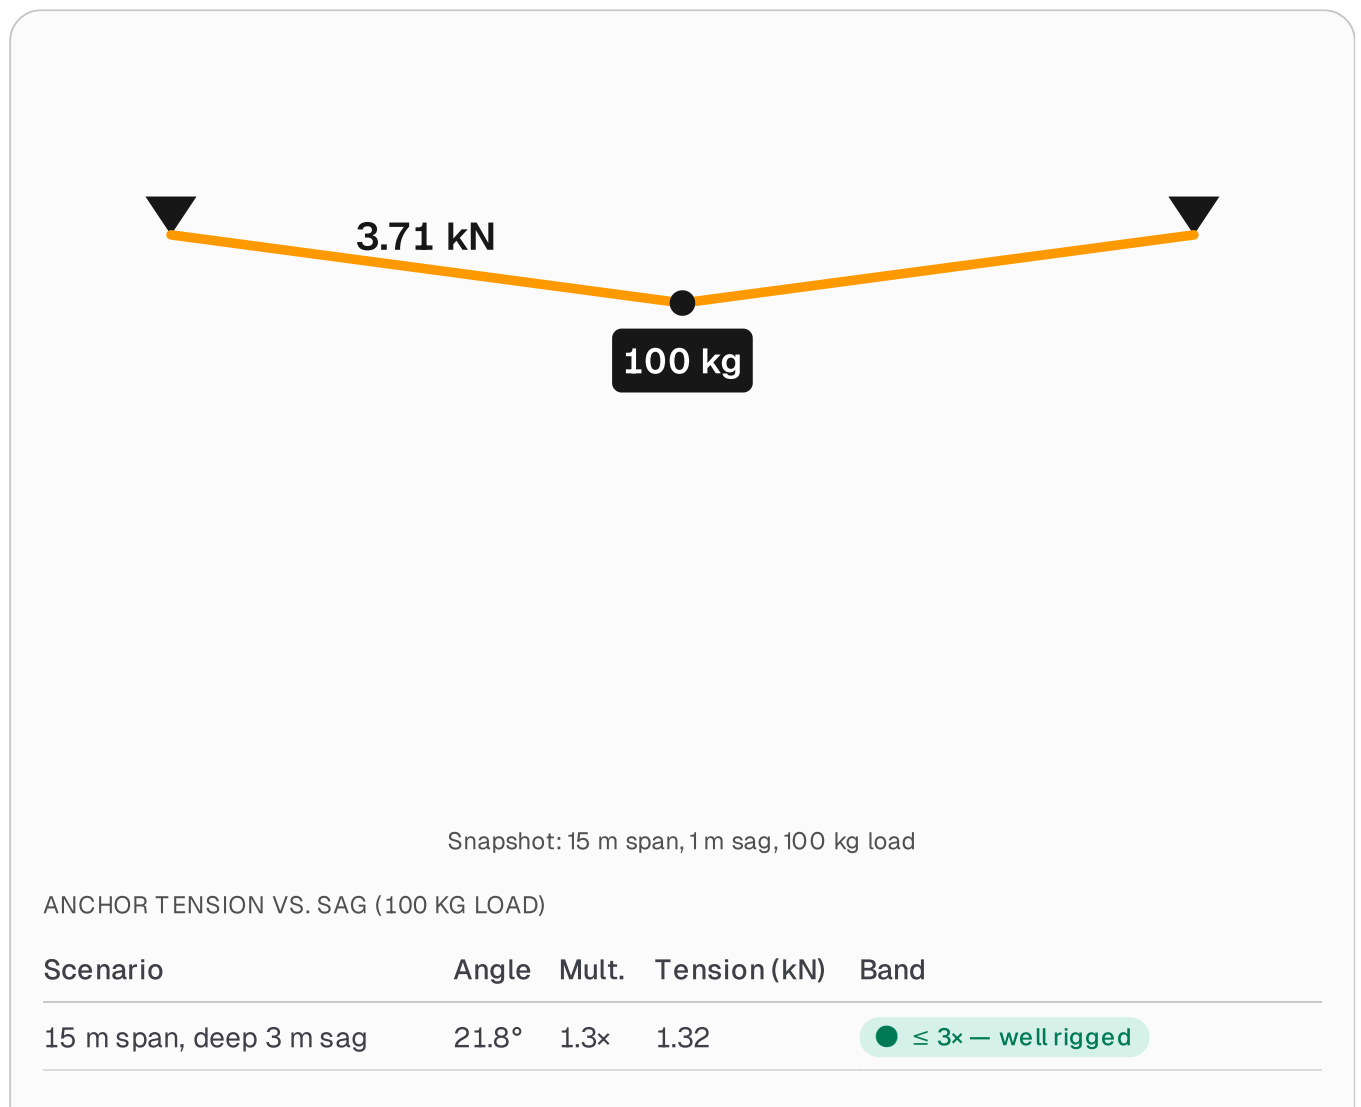 3.71 kN
100 kg
Snapshot: 15 m span, 1 m sag, 100 kg load
ANCHOR TENSION VS. SAG (100 KG LOAD)
Scenario Angle Mult. Tension (kN) Band
15 m span, deep 3 m sag 21.8° 1.3× 1.32 ≤ 3× — well rigged